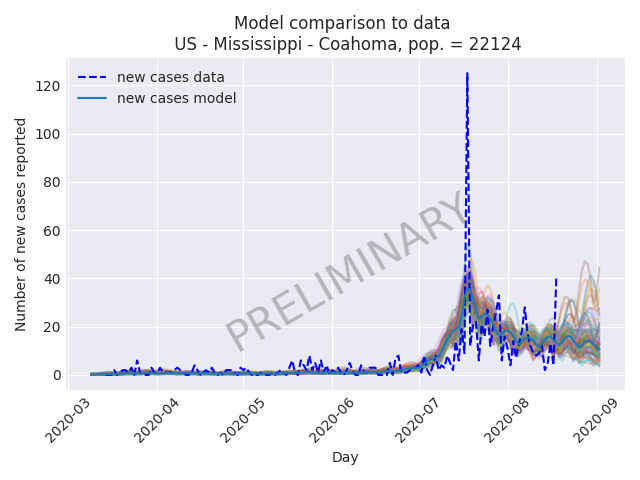 Model comparison to data
US - Mississippi - Coahoma, pop. = 22124
new cases data
new cases model
Number of new cases reported
120
100
80
60
40
20
0
PRELIMINARY
2020-03
2020-04
2020-05
2020-06
2020-07
2020-08
2020-09
Day